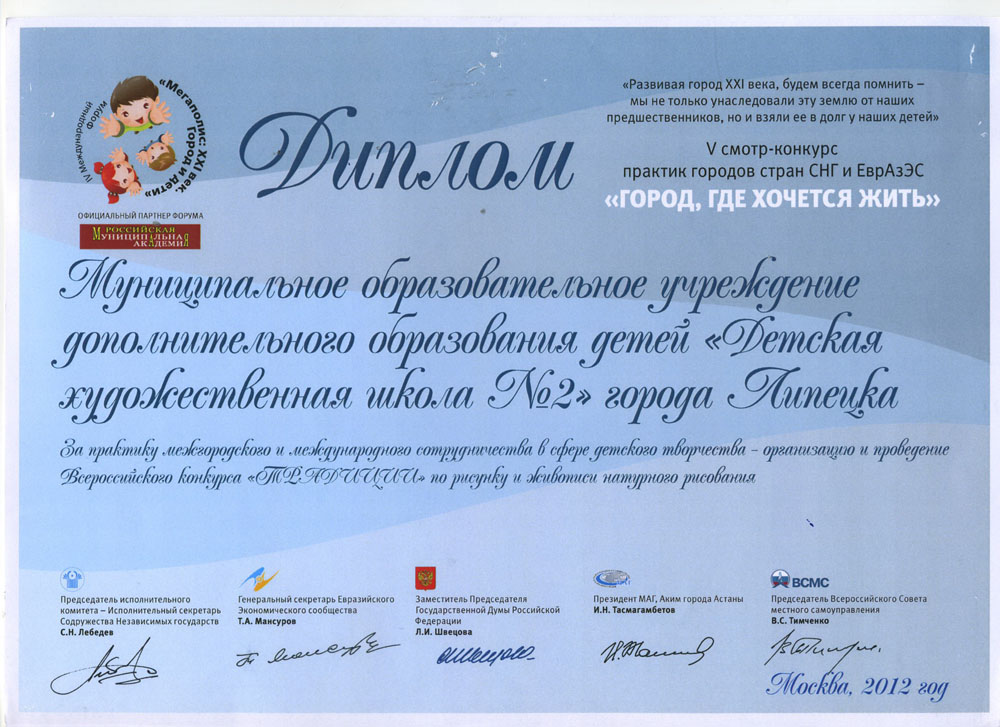 IV Международный Форум
«Мегаполис: XXI век.
Город и дети»
ОФИЦИАЛЬНЫЙ ПАРТНЕР ФОРУМА
РОССИЙСКАЯ
МУНИЦИПАЛЬНАЯ
АКАДЕМИЯ
Диплом
«Развивая город XXI века, будем всегда помнить –
мы не только унаследовали эту землю от наших
предшественников, но и взяли ее в долг у наших детей»
V смотр-конкурс
практик городов стран СНГ и ЕврАзЭС
«ГОРОД, ГДЕ ХОЧЕТСЯ ЖИТЬ»
Муниципальное образовательное учреждение
дополнительного образования детей «Детская
художественная школа №2» города Липецка
За практику межгородского и международного сотрудничества в сфере детского творчества – организацию и проведение
Всероссийского конкурса «ТРАДИЦИИ» по рисунку и живописи натурного рисования
Председатель исполнительного
комитета – Исполнительный секретарь
Содружества Независимых государств
С.Н. Лебедев
Генеральный секретарь Евразийского
Экономического сообщества
Т.А. Мансуров
Заместитель Председателя
Государственной Думы Российской
Федерации
Л.И. Швецова
Президент МАГ, Аким города Астаны
И.Н. Тасмагамбетов
ВСМС
Председатель Всероссийского Совета
местного самоуправления
В.С. Тимченко
Москва, 2012 год